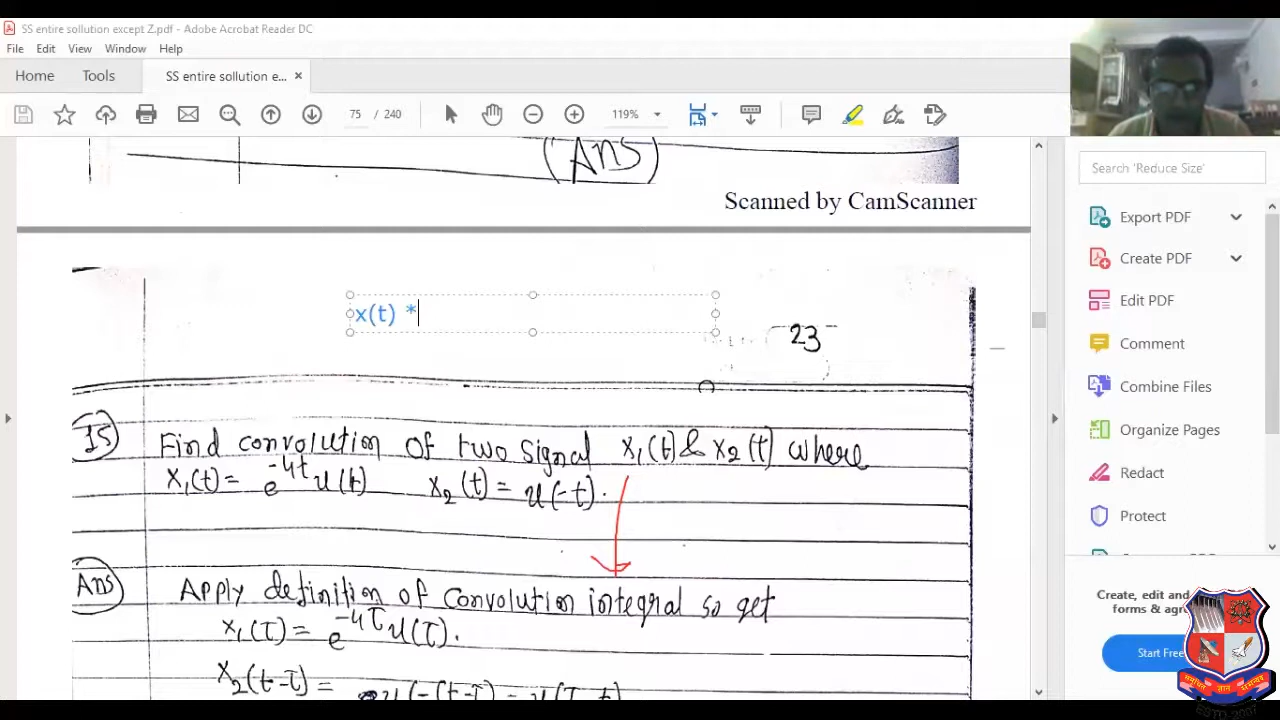 SS entire sollution except Z.pdf - Adobe Acrobat Reader DC
File Edit View Window Help
Home Tools SS entire sollution e... ×
75 / 240 119%
(ANS)
Scanned by CamScanner
x(t) *
23
15 Find convolution of two signal x₁(t) & x₂(t) where
x₁(t) = e^-4t u(t) x₂(t) = u(-t).
ANS Apply definition of convolution integral so get
x₁(τ) = e^-4τ u(τ).
x₂(t-τ) =
u(-(t-τ) = u(τ-t)
Search 'Reduce Size'
Export PDF
Create PDF
Edit PDF
Comment
Combine Files
Organize Pages
Redact
Protect
Create, edit and
forms & agr
Start Free
ESTD 2007